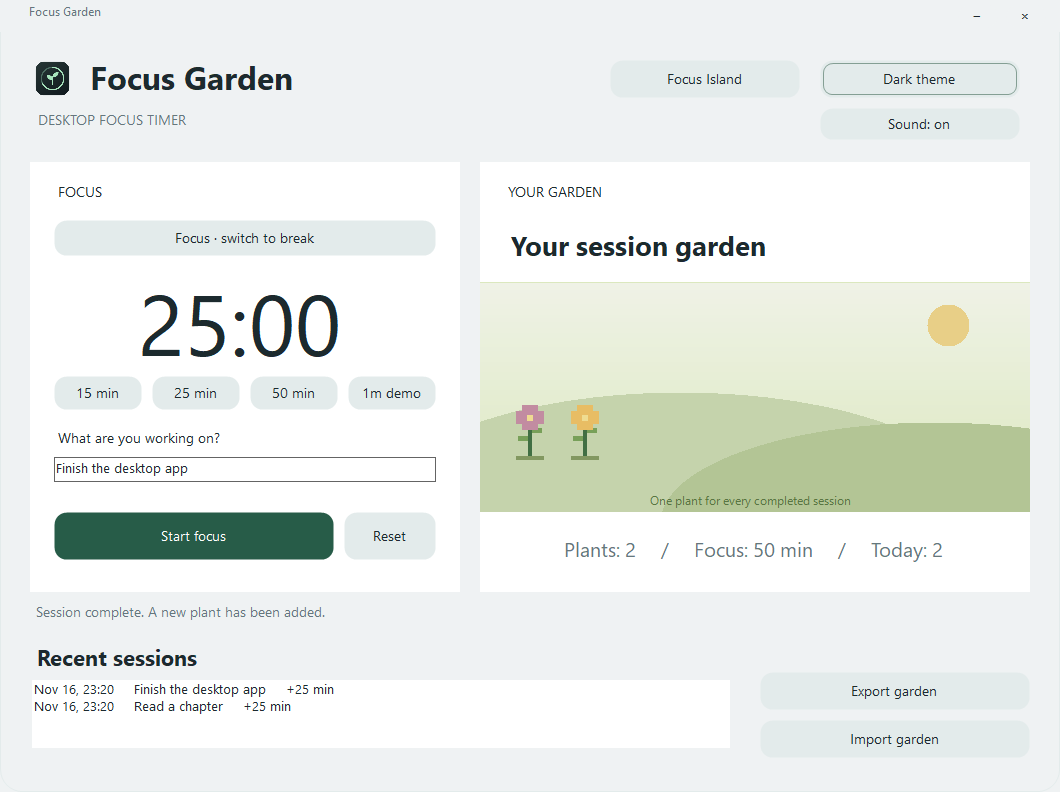 Focus Garden
Focus Garden
DESKTOP FOCUS TIMER
Focus Island
Dark theme
Sound: on
FOCUS
Focus · switch to break
25:00
15 min
25 min
50 min
1m demo
What are you working on?
Finish the desktop app
Start focus
Reset
YOUR GARDEN
Your session garden
One plant for every completed session
Plants: 2 / Focus: 50 min / Today: 2
Session complete. A new plant has been added.
Recent sessions
Nov 16, 23:20 Finish the desktop app +25 min
Nov 16, 23:20 Read a chapter +25 min
Export garden
Import garden